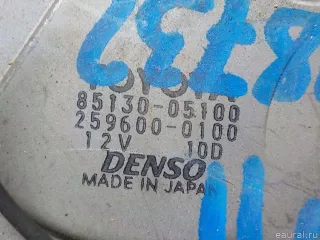 TOYOTA
85130-05100
259600-0100
12V 10D
DENSO
MADE IN JAPAN
© eaural.ru